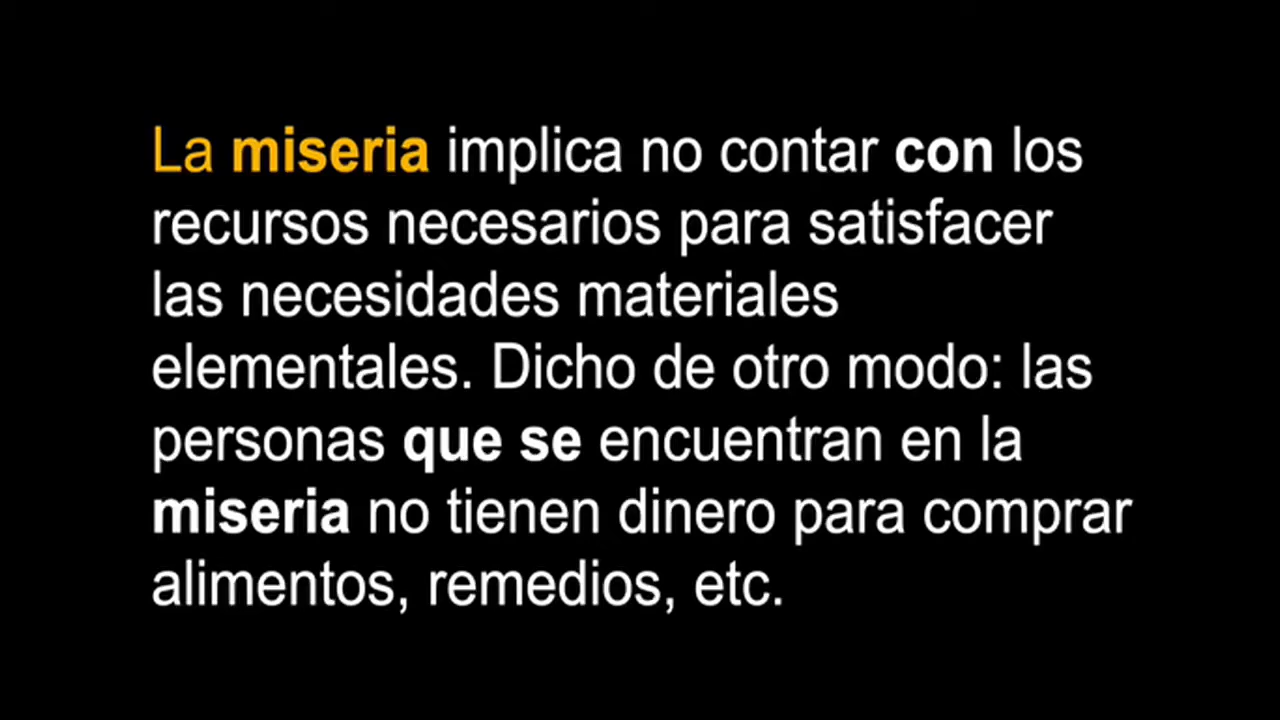 La miseria implica no contar con los
recursos necesarios para satisfacer
las necesidades materiales
elementales. Dicho de otro modo: las
personas que se encuentran en la
miseria no tienen dinero para comprar
alimentos, remedios, etc.